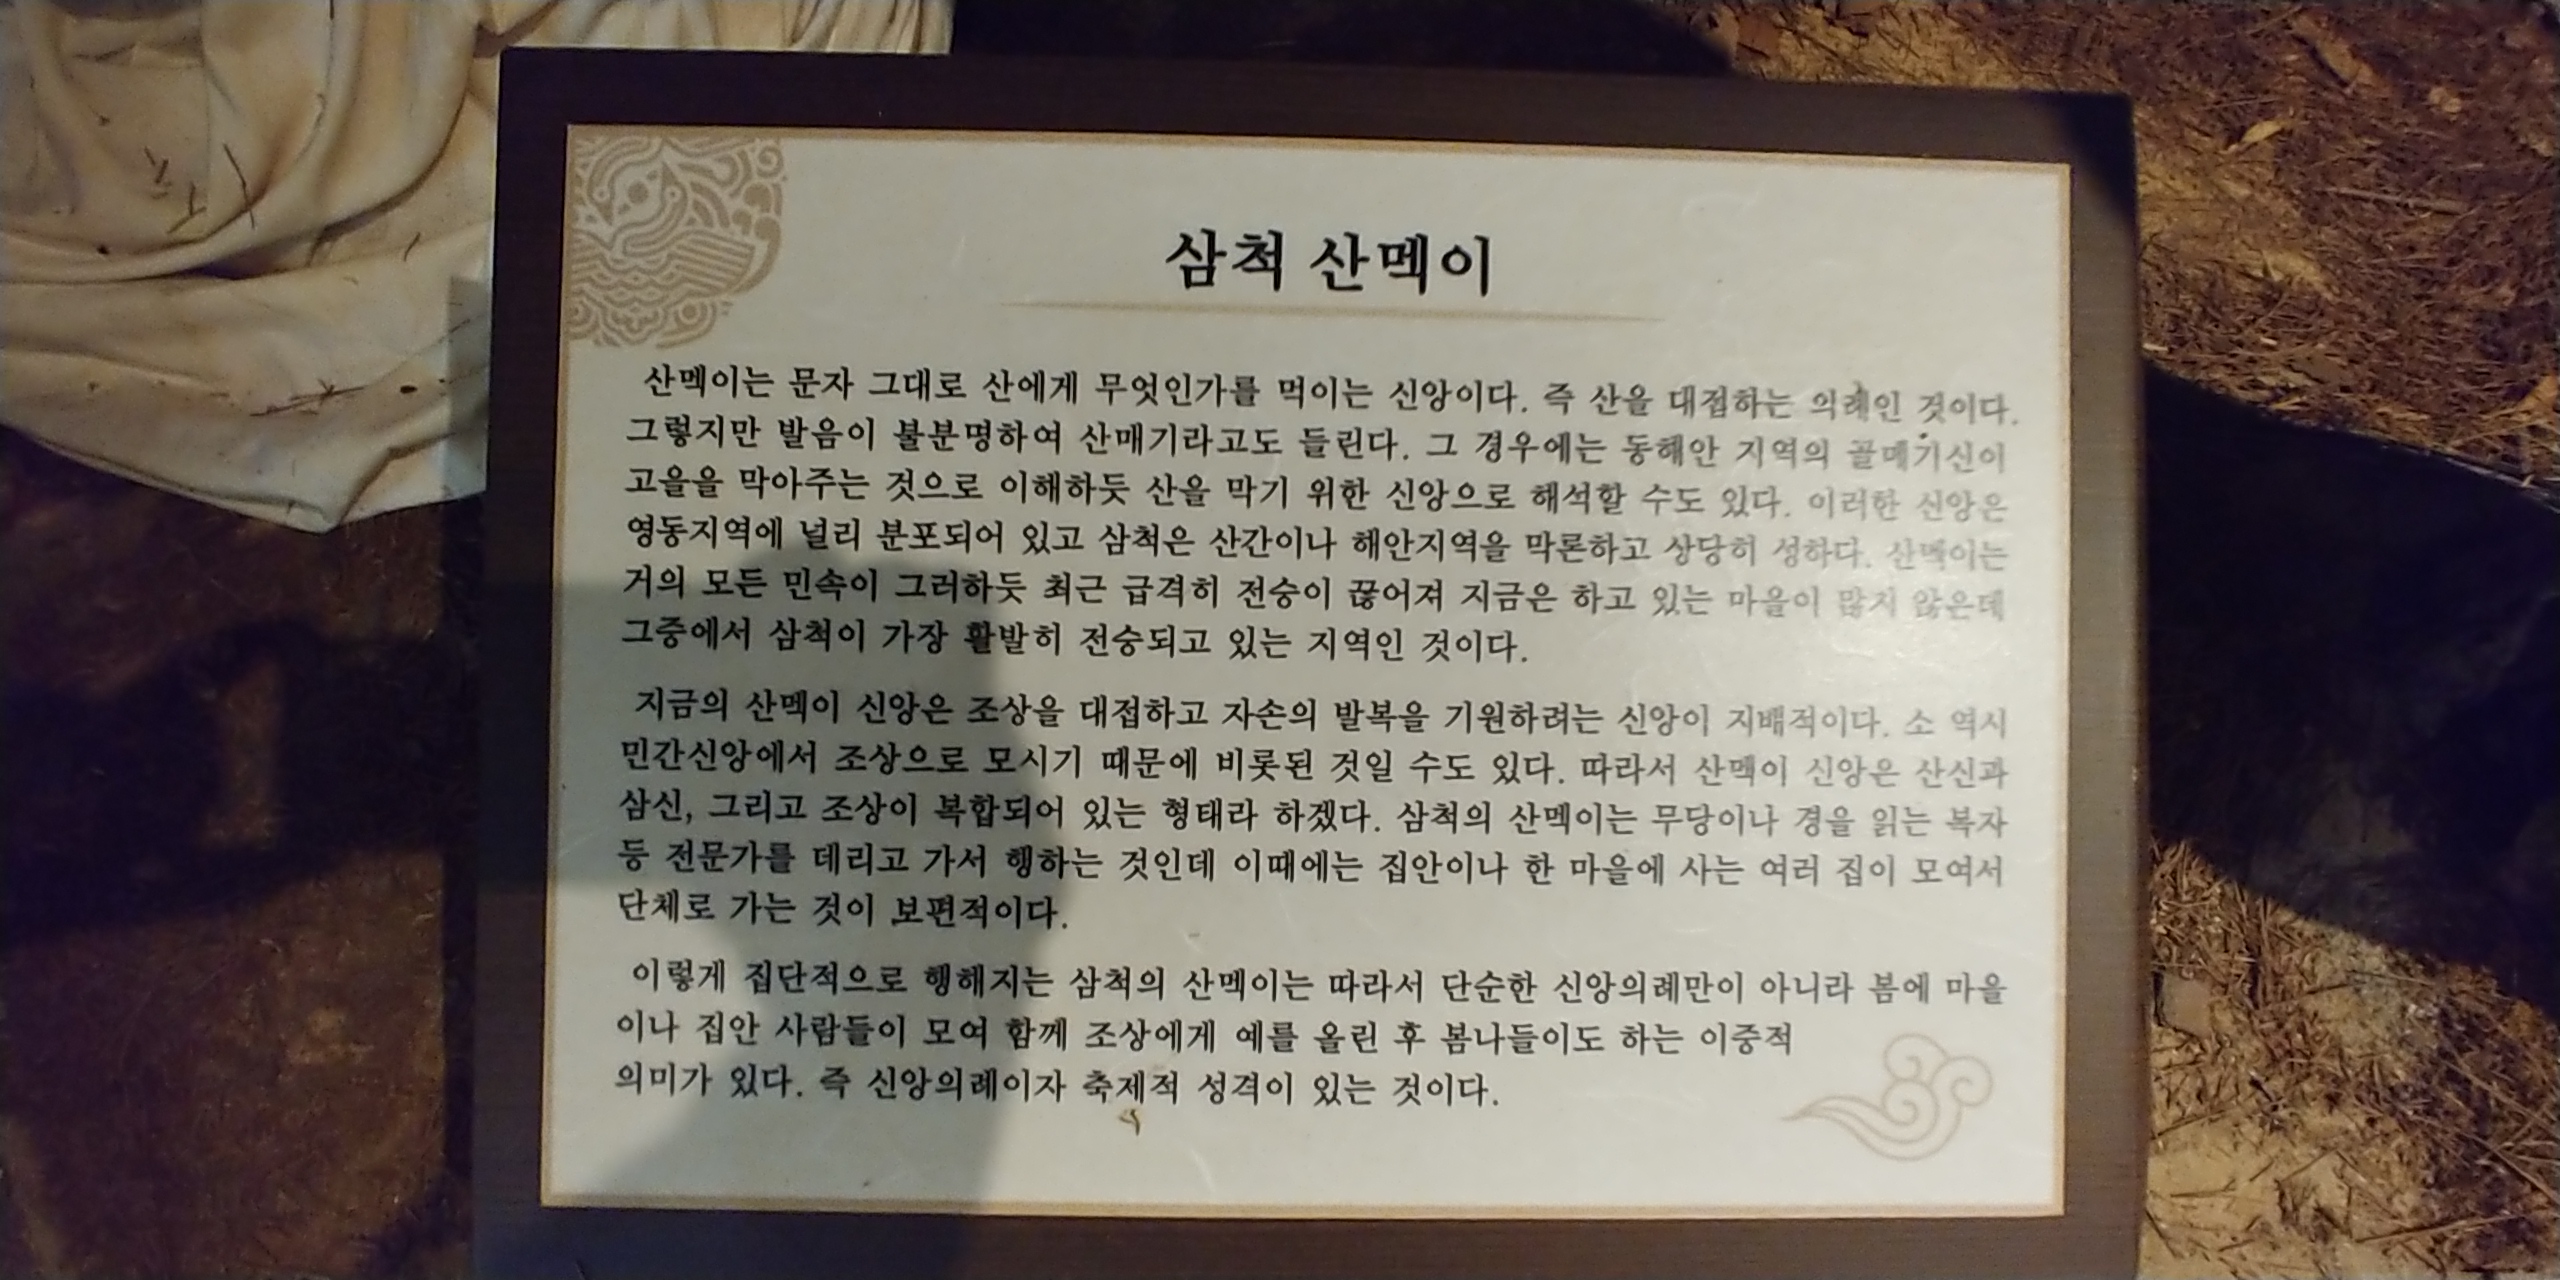 삼척 산멕이
산멕이는 문자 그대로 산에게 무엇인가를 먹이는 신앙이다. 즉 산을 대접하는 의례인 것이다.
그렇지만 발음이 불분명하여 산매기라고도 들린다. 그 경우에는 동해안 지역의 골매기신이
고을을 막아주는 것으로 이해하듯 산을 막기 위한 신앙으로 해석할 수도 있다. 이러한 신앙은
영동지역에 널리 분포되어 있고 삼척은 산간이나 해안지역을 막론하고 상당히 성하다. 산멕이는
거의 모든 민속이 그러하듯 최근 급격히 전승이 끊어져 지금은 하고 있는 마을이 많지 않은데
그중에서 삼척이 가장 활발히 전승되고 있는 지역인 것이다.
지금의 산멕이 신앙은 조상을 대접하고 자손의 발복을 기원하려는 신앙이 지배적이다. 소 역시
민간신앙에서 조상으로 모시기 때문에 비롯된 것일 수도 있다. 따라서 산멕이 신앙은 산신과
삼신, 그리고 조상이 복합되어 있는 형태라 하겠다. 삼척의 산멕이는 무당이나 경을 읽는 복자
등 전문가를 데리고 가서 행하는 것인데 이때에는 집안이나 한 마을에 사는 여러 집이 모여서
단체로 가는 것이 보편적이다.
이렇게 집단적으로 행해지는 삼척의 산멕이는 따라서 단순한 신앙의례만이 아니라 봄에 마을
이나 집안 사람들이 모여 함께 조상에게 예를 올린 후 봄나들이도 하는 이중적
의미가 있다. 즉 신앙의례이자 축제적 성격이 있는 것이다.